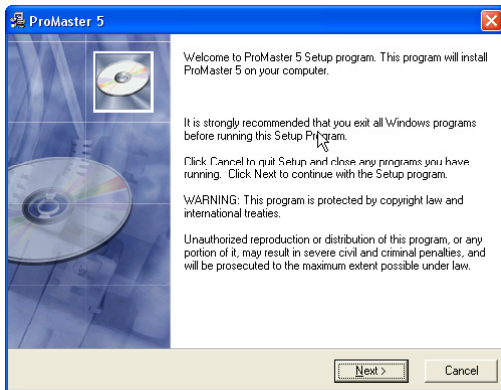 ProMaster 5
Welcome to ProMaster 5 Setup program. This program will install
ProMaster 5 on your computer.
It is strongly recommended that you exit all Windows programs
before running this Setup Program.
Click Cancel to quit Setup and close any programs you have
running. Click Next to continue with the Setup program.
WARNING: This program is protected by copyright law and
international treaties.
Unauthorized reproduction or distribution of this program, or any
portion of it, may result in severe civil and criminal penalties, and
will be prosecuted to the maximum extent possible under law.
Next >
Cancel